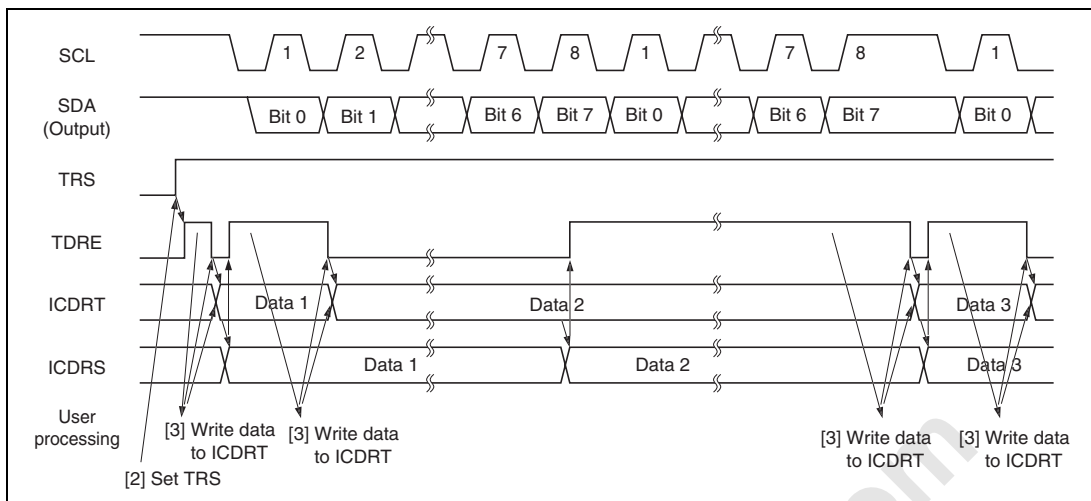 SCL
1
2
7
8
1
7
8
1
SDA
(Output)
Bit 0
Bit 1
Bit 6
Bit 7
Bit 0
Bit 6
Bit 7
Bit 0
TRS
TDRE
ICDRT
Data 1
Data 2
Data 3
ICDRS
Data 1
Data 2
Data 3
User
processing
[3] Write data
to ICDRT
[3] Write data
to ICDRT
[3] Write data
to ICDRT
[3] Write data
to ICDRT
[2] Set TRS
om